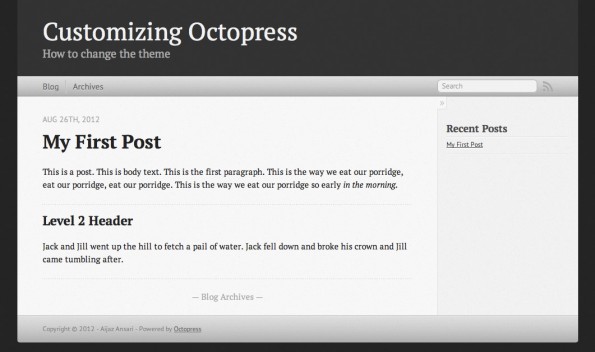 Customizing Octopress
How to change the theme
Blog
Archives
Search
»
AUG 26TH, 2012
My First Post
This is a post. This is body text. This is the first paragraph. This is the way we eat our porridge,
eat our porridge, eat our porridge. This is the way we eat our porridge so early in the morning.
Level 2 Header
Jack and Jill went up the hill to fetch a pail of water. Jack fell down and broke his crown and Jill
came tumbling after.
— Blog Archives —
Recent Posts
My First Post
Copyright © 2012 - Aijaz Ansari - Powered by Octopress